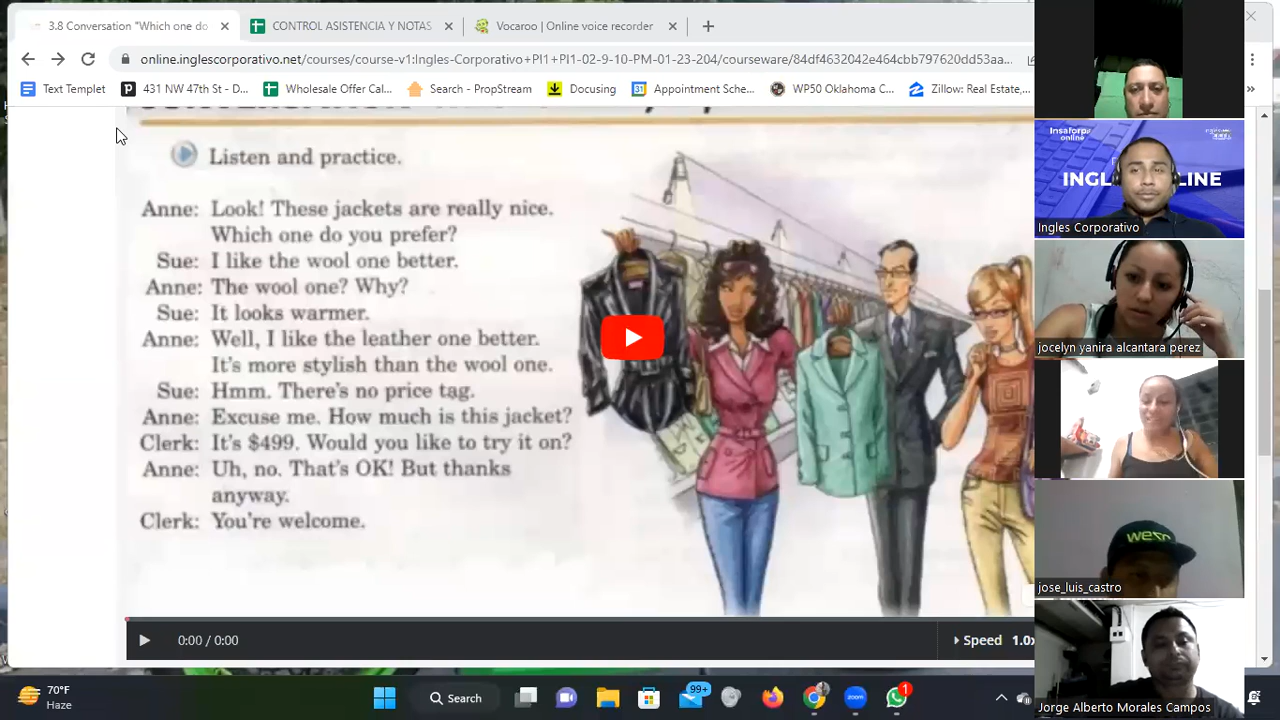 3.8 Conversation "Which one do
CONTROL ASISTENCIA Y NOTAS
Vocaroo | Online voice recorder
online.inglescorporativo.net/courses/course-v1:Ingles-Corporativo+PI1+PI1-02-9-10-PM-01-23-204/courseware/84df4632042e464cbb797620dd53aa...
Text Templet
431 NW 47th St - D...
Wholesale Offer Cal...
Search - PropStream
Docusing
Appointment Sche...
WP50 Oklahoma C...
Zillow: Real Estate,...
Listen and practice.
Anne: Look! These jackets are really nice.
Which one do you prefer?
Sue: I like the wool one better.
Anne: The wool one? Why?
Sue: It looks warmer.
Anne: Well, I like the leather one better.
It's more stylish than the wool one.
Sue: Hmm. There's no price tag.
Anne: Excuse me. How much is this jacket?
Clerk: It's $499. Would you like to try it on?
Anne: Uh, no. That's OK! But thanks
anyway.
Clerk: You're welcome.
0:00 / 0:00
Speed 1.0x
Insaforp
online
INGL LINE
Ingles Corporativo
jocelyn yanira alcantara perez
jose_luis_castro
Jorge Alberto Morales Campos
70°F
Haze
Search
99+
1